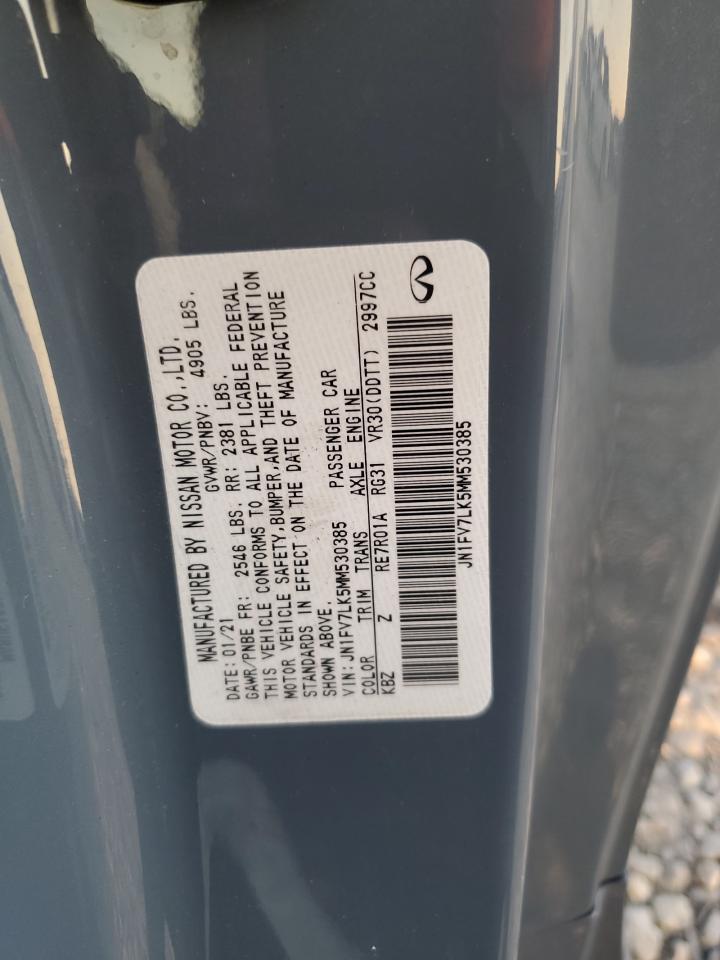 MANUFACTURED BY NISSAN MOTOR CO.,LTD.
DATE: 01/21 GVWR/PNBV: 4905 LBS.
GAWR/PNBE FR: 2546 LBS. RR: 2381 LBS.
THIS VEHICLE CONFORMS TO ALL APPLICABLE FEDERAL
MOTOR VEHICLE SAFETY,BUMPER,AND THEFT PREVENTION
STANDARDS IN EFFECT ON THE DATE OF MANUFACTURE
SHOWN ABOVE.
VIN:JN1FV7LK5MM530385 PASSENGER CAR
COLOR TRIM TRANS AXLE ENGINE
KBZ Z RE7R01A RG31 VR30(DDTT) 2997CC
JN1FV7LK5MM530385